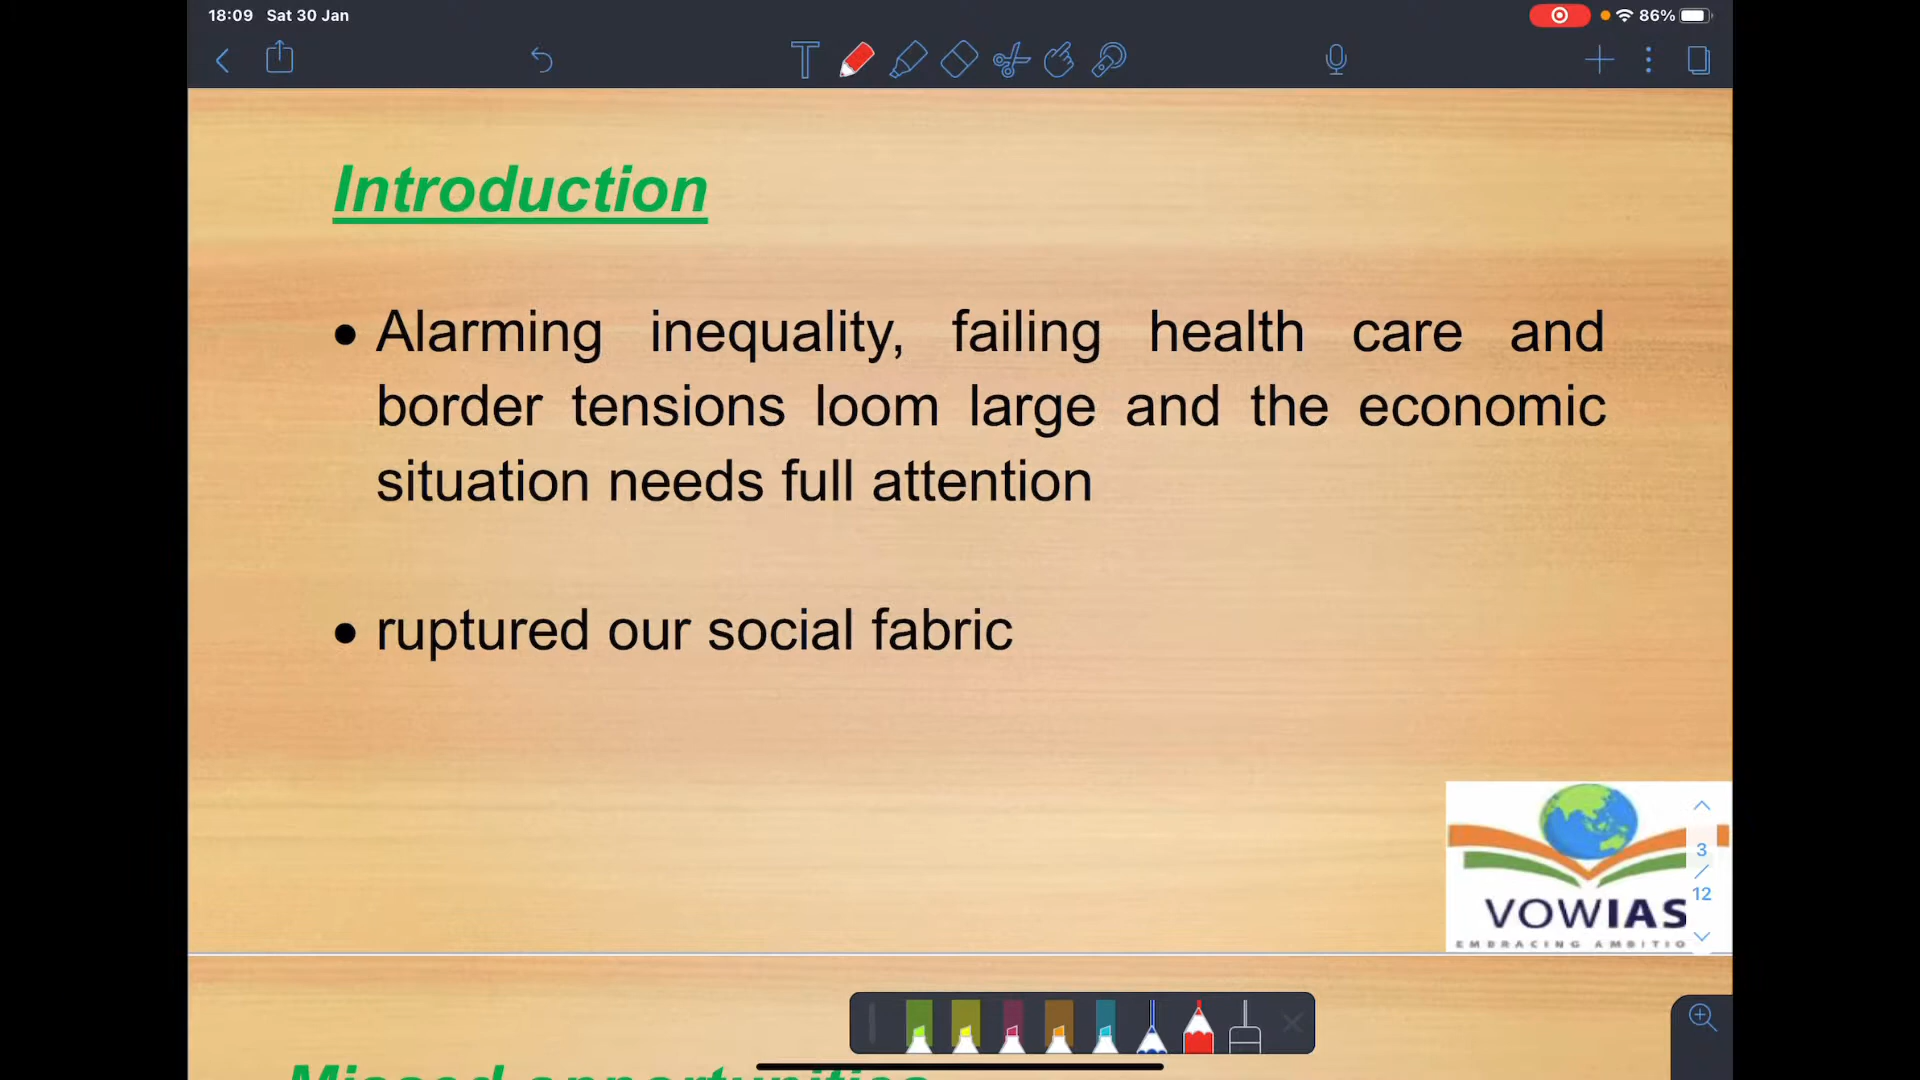 18:09 Sat 30 Jan
86%
Introduction
• Alarming inequality, failing health care and
border tensions loom large and the economic
situation needs full attention
• ruptured our social fabric
3
12
VOWIAS
EMBRACING AMBITIO
Missed opportunities